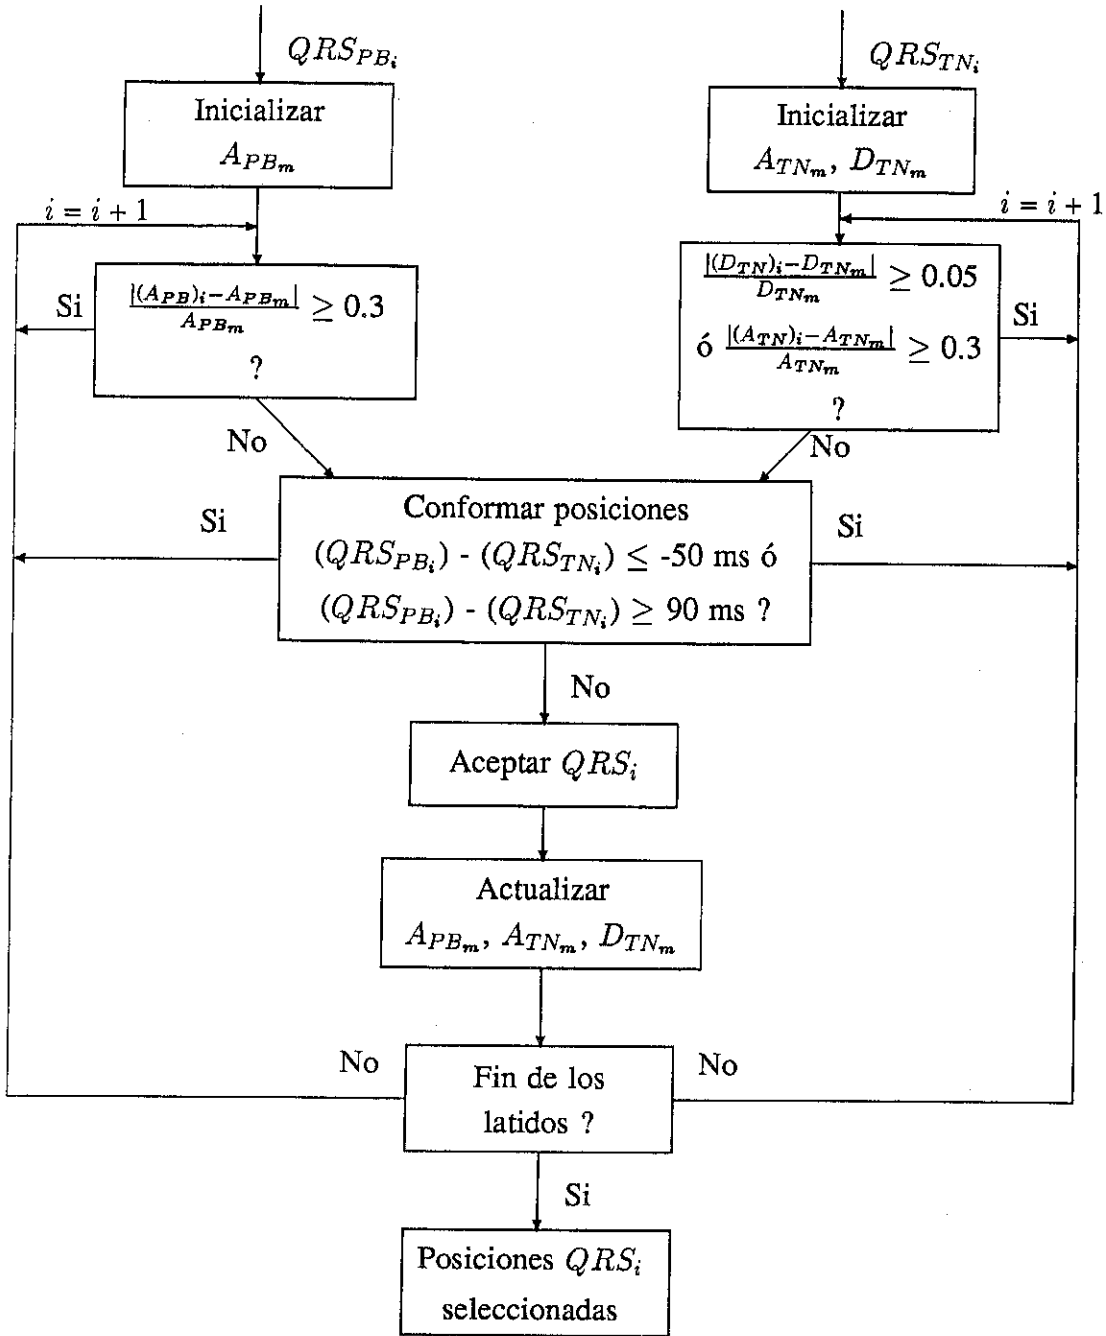 QRS_{PB_i}
QRS_{TN_i}
Inicializar
A_{PB_m}
Inicializar
A_{TN_m}, D_{TN_m}
i = i + 1
i = i + 1
Si
|(A_{PB})_i−A_{PB_m}| / A_{PB_m} ≥ 0.3
?
|(D_{TN})_i−D_{TN_m}| / D_{TN_m} ≥ 0.05
ó |(A_{TN})_i−A_{TN_m}| / A_{TN_m} ≥ 0.3
?
Si
No
No
Si
Conformar posiciones
(QRS_{PB_i}) - (QRS_{TN_i}) ≤ -50 ms ó
(QRS_{PB_i}) - (QRS_{TN_i}) ≥ 90 ms ?
Si
No
Aceptar QRS_i
Actualizar
A_{PB_m}, A_{TN_m}, D_{TN_m}
No
Fin de los
latidos ?
No
Si
Posiciones QRS_i
seleccionadas